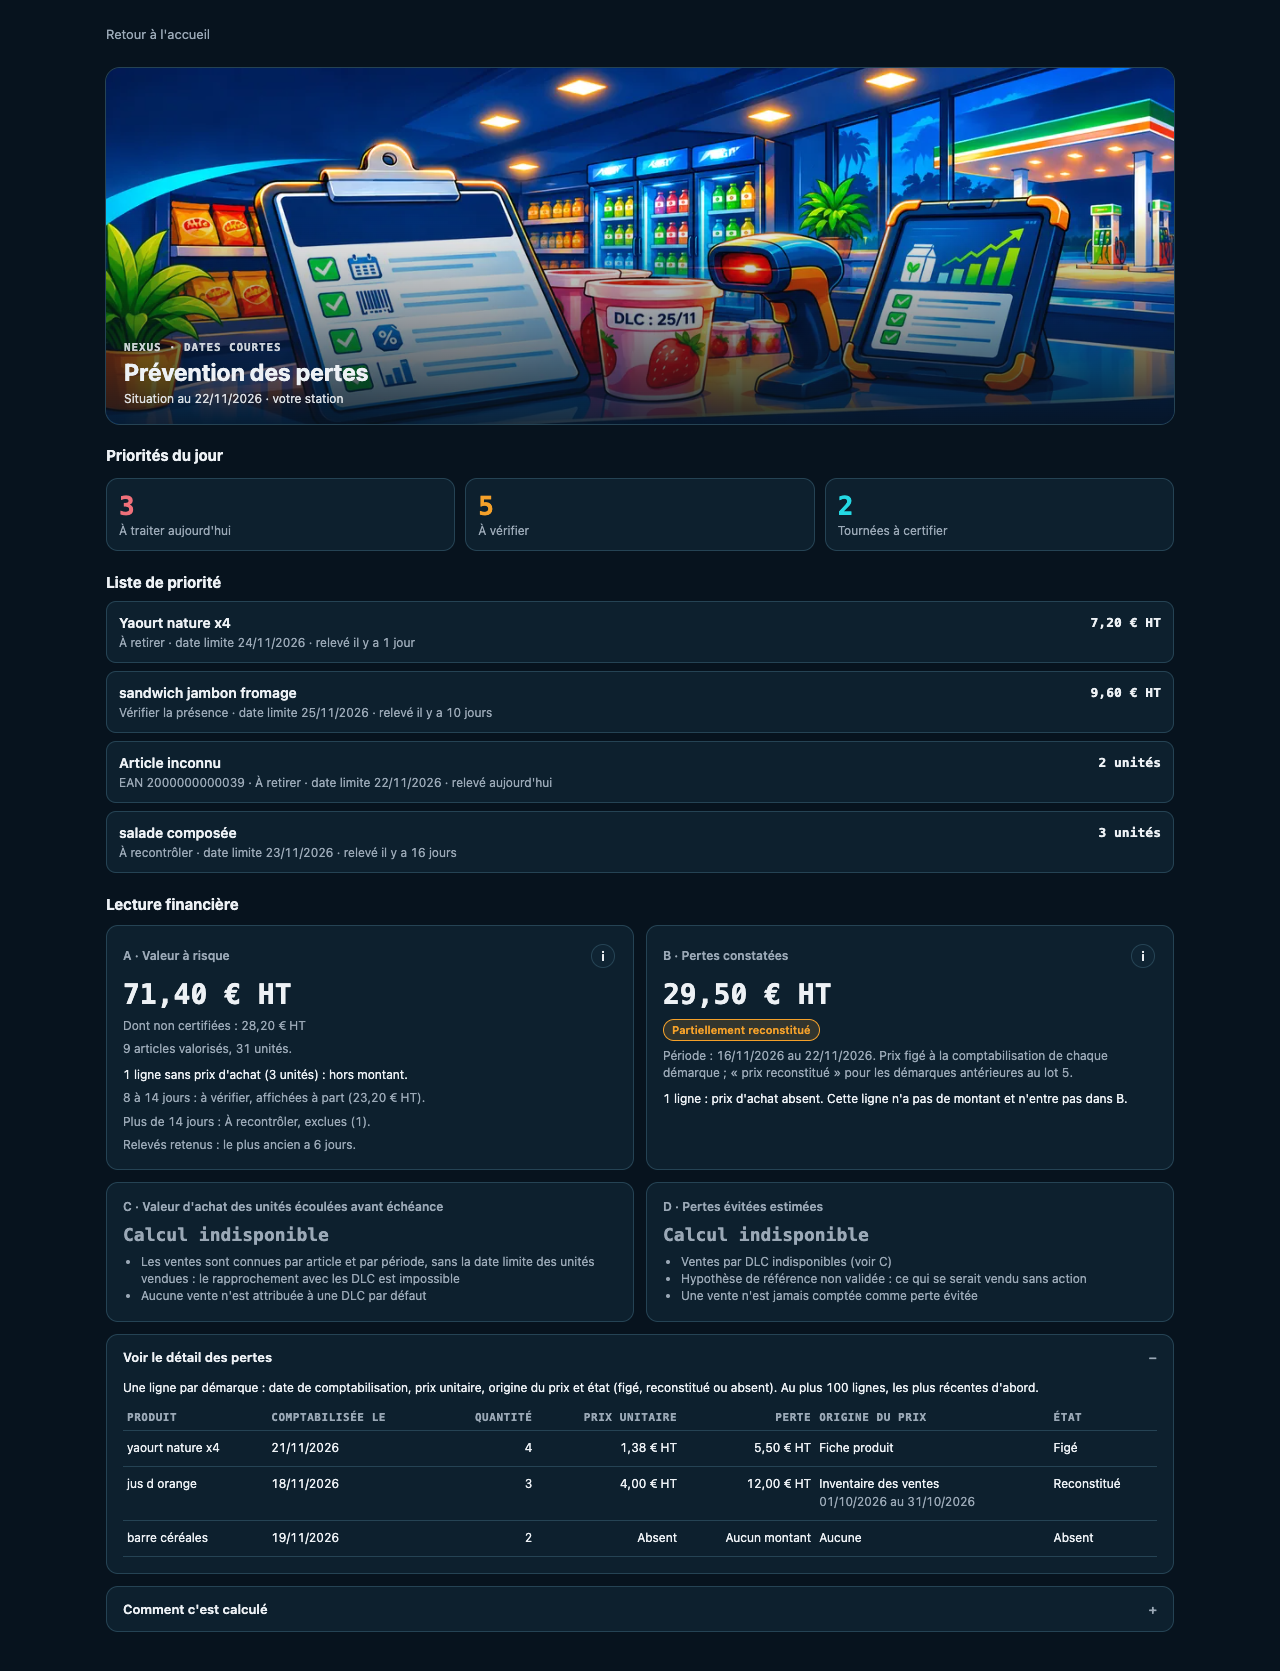 Retour à l'accueil
DLC : 25/11
NEXUS · DATES COURTES
Prévention des pertes
Situation au 22/11/2026 · votre station
Priorités du jour
3
À traiter aujourd'hui
5
À vérifier
2
Tournées à certifier
Liste de priorité
Yaourt nature x4
7,20 € HT
À retirer · date limite 24/11/2026 · relevé il y a 1 jour
sandwich jambon fromage
9,60 € HT
Vérifier la présence · date limite 25/11/2026 · relevé il y a 10 jours
Article inconnu
2 unités
EAN 2000000000039 · À retirer · date limite 22/11/2026 · relevé aujourd'hui
salade composée
3 unités
À recontrôler · date limite 23/11/2026 · relevé il y a 16 jours
Lecture financière
A · Valeur à risque
i
71,40 € HT
Dont non certifiées : 28,20 € HT
9 articles valorisés, 31 unités.
1 ligne sans prix d'achat (3 unités) : hors montant.
8 à 14 jours : à vérifier, affichées à part (23,20 € HT).
Plus de 14 jours : À recontrôler, exclues (1).
Relevés retenus : le plus ancien a 6 jours.
B · Pertes constatées
i
29,50 € HT
Partiellement reconstitué
Période : 16/11/2026 au 22/11/2026. Prix figé à la comptabilisation de chaque
démarque ; « prix reconstitué » pour les démarques antérieures au lot 5.
1 ligne : prix d'achat absent. Cette ligne n'a pas de montant et n'entre pas dans B.
C · Valeur d'achat des unités écoulées avant échéance
Calcul indisponible
• Les ventes sont connues par article et par période, sans la date limite des unités
vendues : le rapprochement avec les DLC est impossible
• Aucune vente n'est attribuée à une DLC par défaut
D · Pertes évitées estimées
Calcul indisponible
• Ventes par DLC indisponibles (voir C)
• Hypothèse de référence non validée : ce qui se serait vendu sans action
• Une vente n'est jamais comptée comme perte évitée
Voir le détail des pertes
–
Une ligne par démarque : date de comptabilisation, prix unitaire, origine du prix et état (figé, reconstitué ou absent). Au plus 100 lignes, les plus récentes d'abord.
PRODUIT COMPTABILISÉE LE QUANTITÉ PRIX UNITAIRE PERTE ORIGINE DU PRIX ÉTAT
yaourt nature x4 21/11/2026 4 1,38 € HT 5,50 € HT Fiche produit Figé
jus d orange 18/11/2026 3 4,00 € HT 12,00 € HT Inventaire des ventes Reconstitué
01/10/2026 au 31/10/2026
barre céréales 19/11/2026 2 Absent Aucun montant Aucune Absent
Comment c'est calculé
+